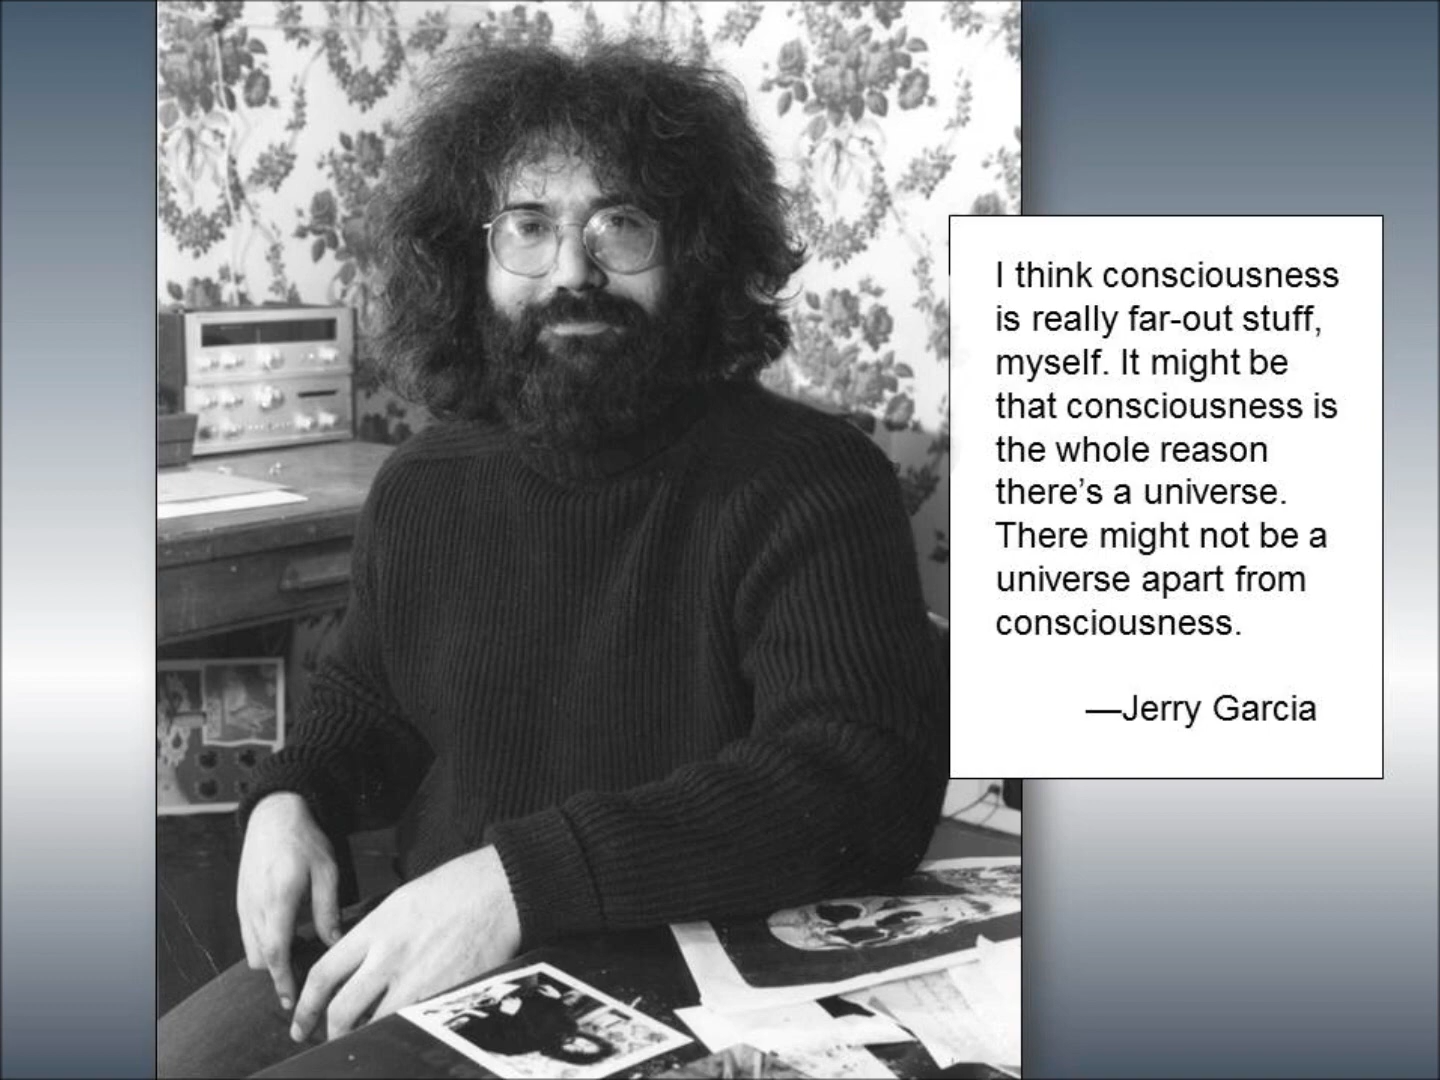 I think consciousness
is really far-out stuff,
myself. It might be
that consciousness is
the whole reason
there’s a universe.
There might not be a
universe apart from
consciousness.
—Jerry Garcia